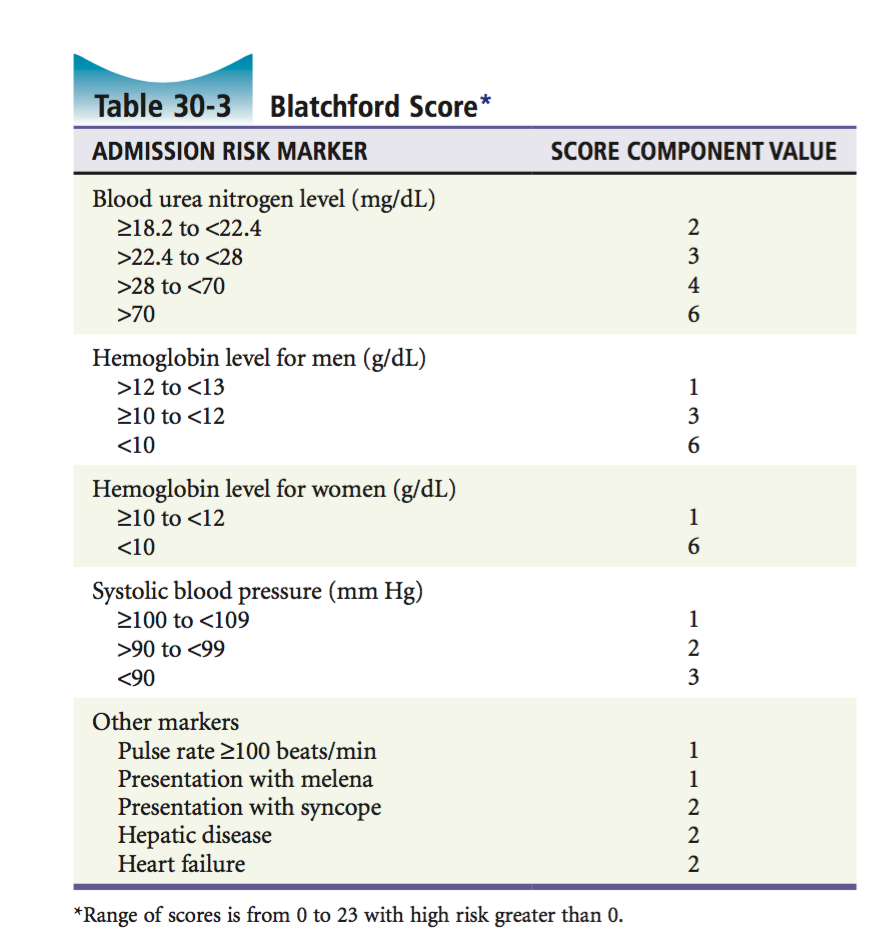 Table 30-3 Blatchford Score*
ADMISSION RISK MARKER SCORE COMPONENT VALUE
Blood urea nitrogen level (mg/dL)
≥18.2 to <22.4 2
>22.4 to <28 3
>28 to <70 4
>70 6
Hemoglobin level for men (g/dL)
>12 to <13 1
≥10 to <12 3
<10 6
Hemoglobin level for women (g/dL)
≥10 to <12 1
<10 6
Systolic blood pressure (mm Hg)
≥100 to <109 1
>90 to <99 2
<90 3
Other markers
Pulse rate ≥100 beats/min 1
Presentation with melena 1
Presentation with syncope 2
Hepatic disease 2
Heart failure 2
*Range of scores is from 0 to 23 with high risk greater than 0.